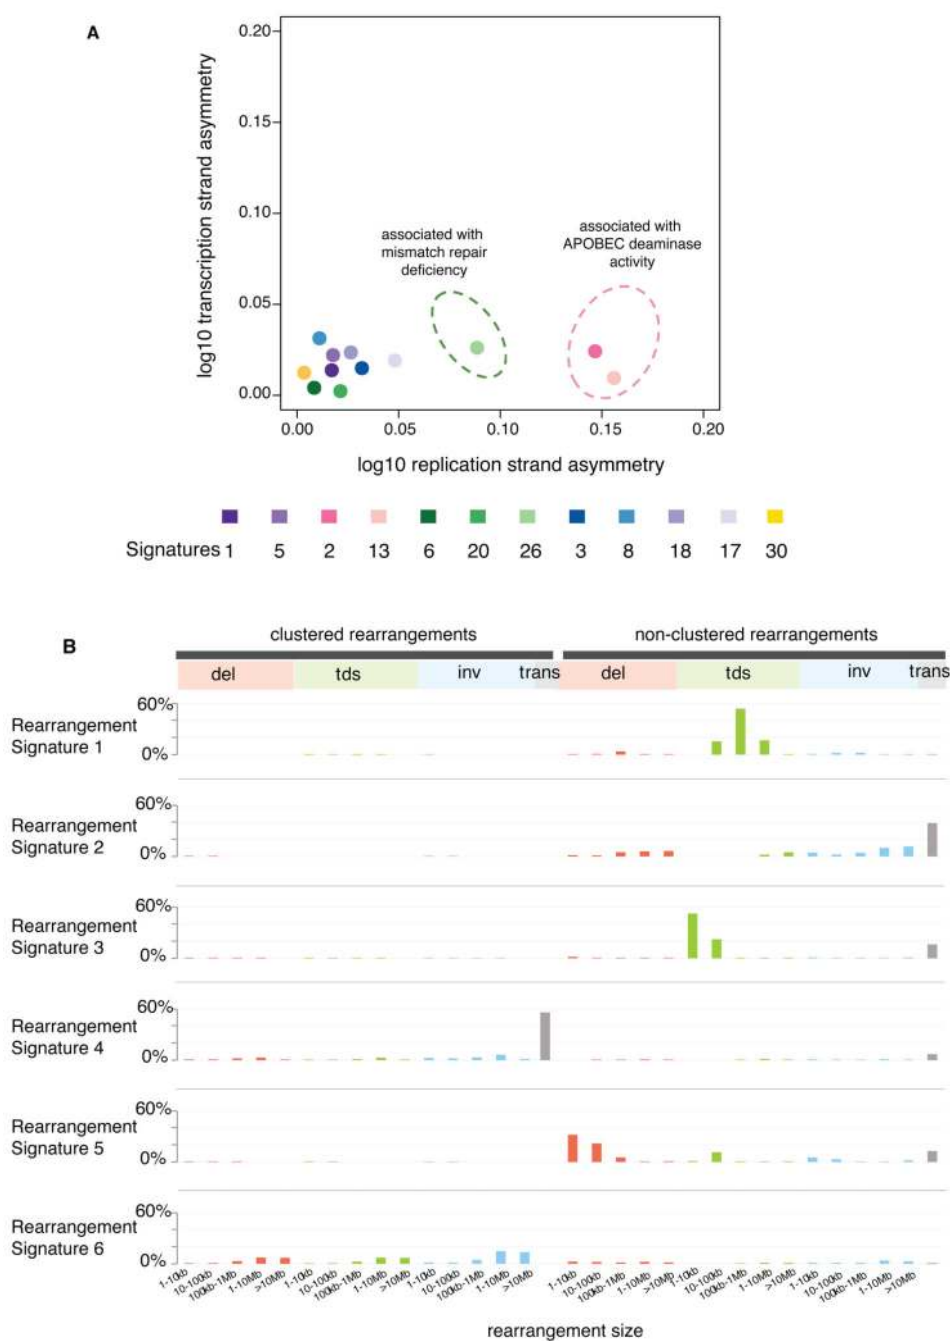 A
log10 transcription strand asymmetry
0.20
0.15
0.10
0.05
0.00
associated with
mismatch repair
deficiency
associated with
APOBEC deaminase
activity
0.00 0.05 0.10 0.15 0.20
log10 replication strand asymmetry
Signatures 1 5 2 13 6 20 26 3 8 18 17 30
B
clustered rearrangements non-clustered rearrangements
del tds inv trans del tds inv trans
Rearrangement
Signature 1
60%
0%
Rearrangement
Signature 2
60%
0%
Rearrangement
Signature 3
60%
0%
Rearrangement
Signature 4
60%
0%
Rearrangement
Signature 5
60%
0%
Rearrangement
Signature 6
60%
0%
1-10kb 10-100kb 100kb-1Mb 1-10Mb >10Mb 1-10kb 10-100kb 100kb-1Mb 1-10Mb >10Mb 1-10kb 10-100kb 100kb-1Mb 1-10Mb >10Mb 1-10kb 10-100kb 100kb-1Mb 1-10Mb >10Mb 1-10kb 10-100kb 100kb-1Mb 1-10Mb >10Mb 1-10kb 10-100kb 100kb-1Mb 1-10Mb >10Mb
rearrangement size